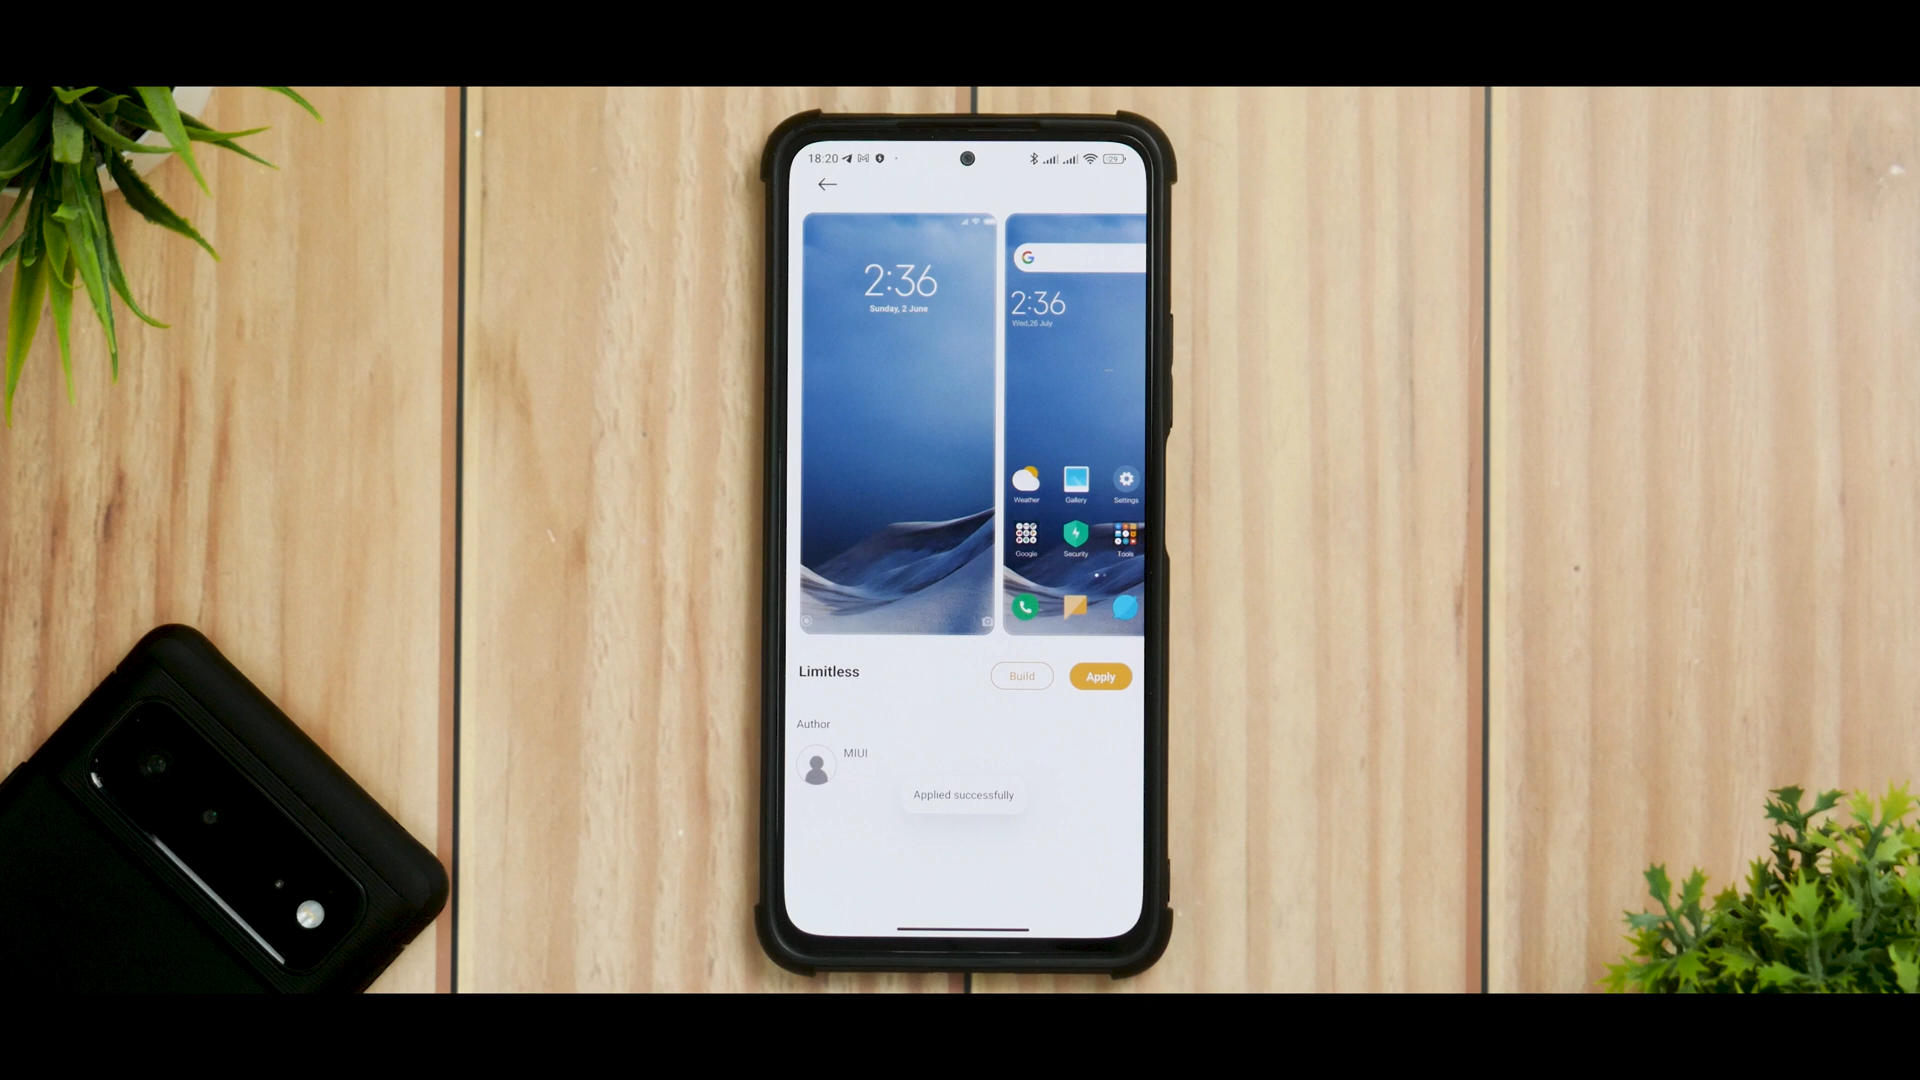 18:20
29
2:36
Sunday, 2 June
G
2:36
Wed,26 July
Weather Gallery Settings
Google Security Tools
Limitless
Build
Apply
Author
MIUI
Applied successfully